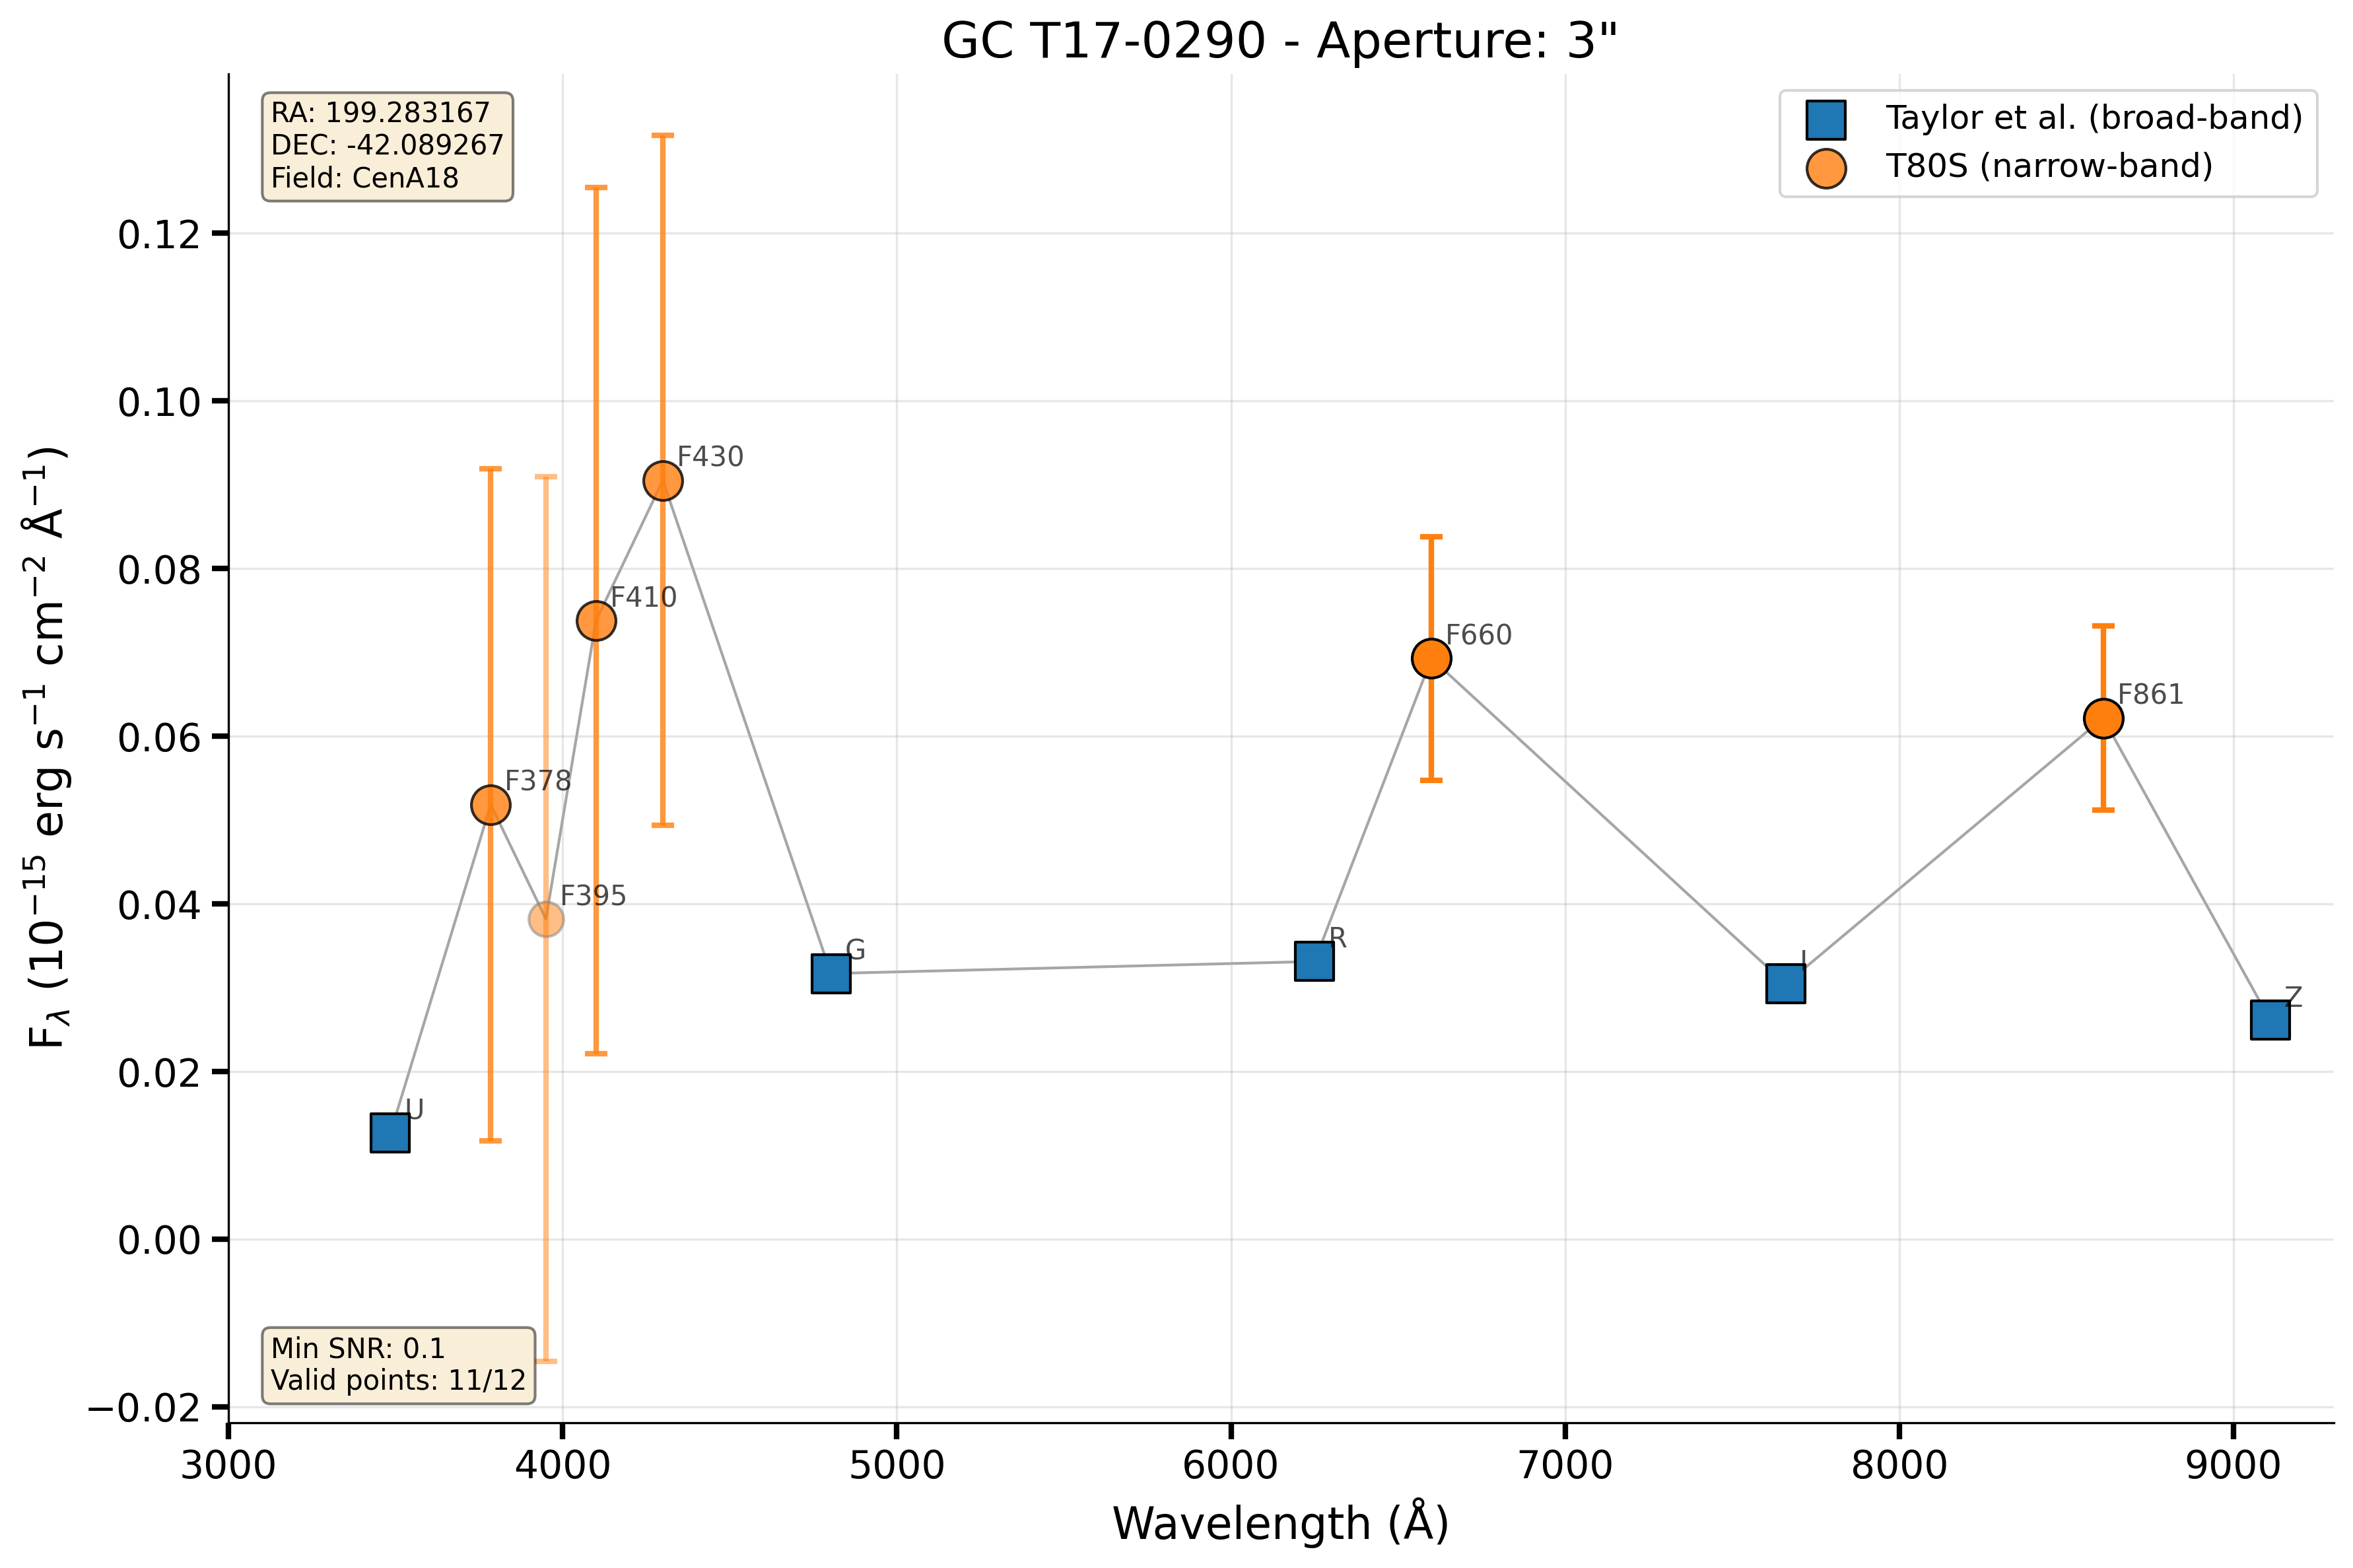 GC T17-0290 - Aperture: 3"
RA: 199.283167
DEC: -42.089267
Field: CenA18
Taylor et al. (broad-band)
T80S (narrow-band)
0.12
0.10
0.08
0.06
0.04
0.02
0.00
−0.02
F$_λ$ (10$^{−15}$ erg s$^{−1}$ cm$^{−2}$ Å$^{−1}$)
F430
F410
F660
F861
F378
F395
G
R
I
Z
U
Min SNR: 0.1
Valid points: 11/12
3000 4000 5000 6000 7000 8000 9000
Wavelength (Å)